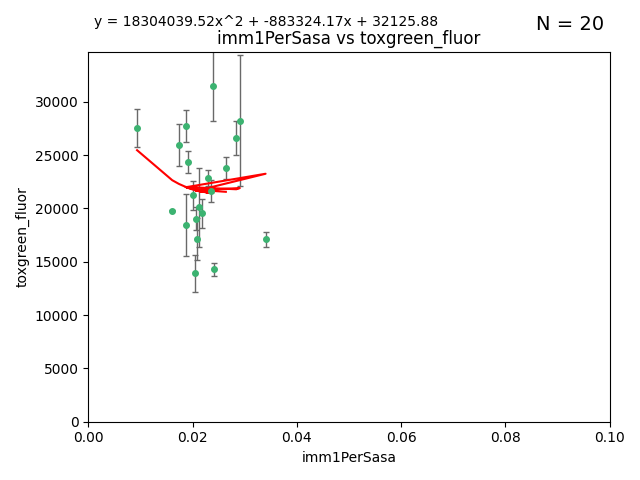 y = 18304039.52x^2 + -883324.17x + 32125.88
N = 20
imm1PerSasa vs toxgreen_fluor
30000
25000
20000
15000
10000
5000
0
toxgreen_fluor
0.00
0.02
0.04
0.06
0.08
0.10
imm1PerSasa